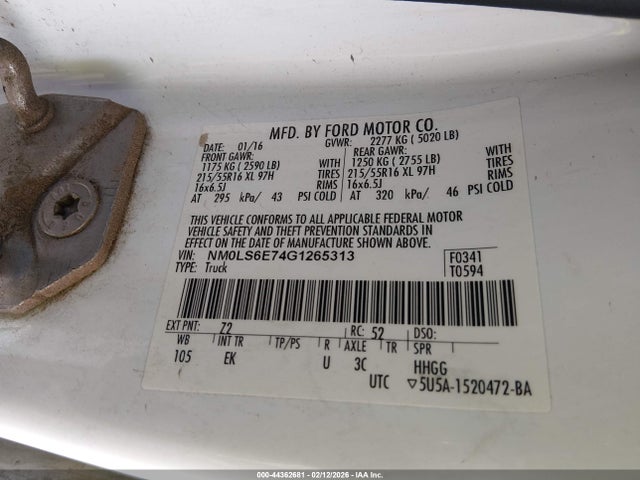 MFD. BY FORD MOTOR CO.
DATE: 01/16 GVWR: 2277 KG ( 5020 LB)
FRONT GAWR: REAR GAWR:
1175 KG ( 2590 LB) WITH 1250 KG ( 2755 LB) WITH
215/55R16 XL 97H TIRES 215/55R16 XL 97H TIRES
16x6.5J RIMS 16x6.5J RIMS
AT 295 kPa/ 43 PSI COLD AT 320 kPa/ 46 PSI COLD
THIS VEHICLE CONFORMS TO ALL APPLICABLE FEDERAL MOTOR
VEHICLE SAFETY AND THEFT PREVENTION STANDARDS IN
EFFECT ON THE DATE OF MANUFACTURE SHOWN ABOVE.
VIN: NM0LS6E74G1265313 F0341
TYPE: Truck T0594
EXT PNT: Z2 RC: 52 DSO:
WB INT TR TP/PS R AXLE TR SPR
105 EK U 3C HHGG
UTC ▽5U5A-1520472-BA
000-44362681 - 02/12/2026 - IAA Inc.